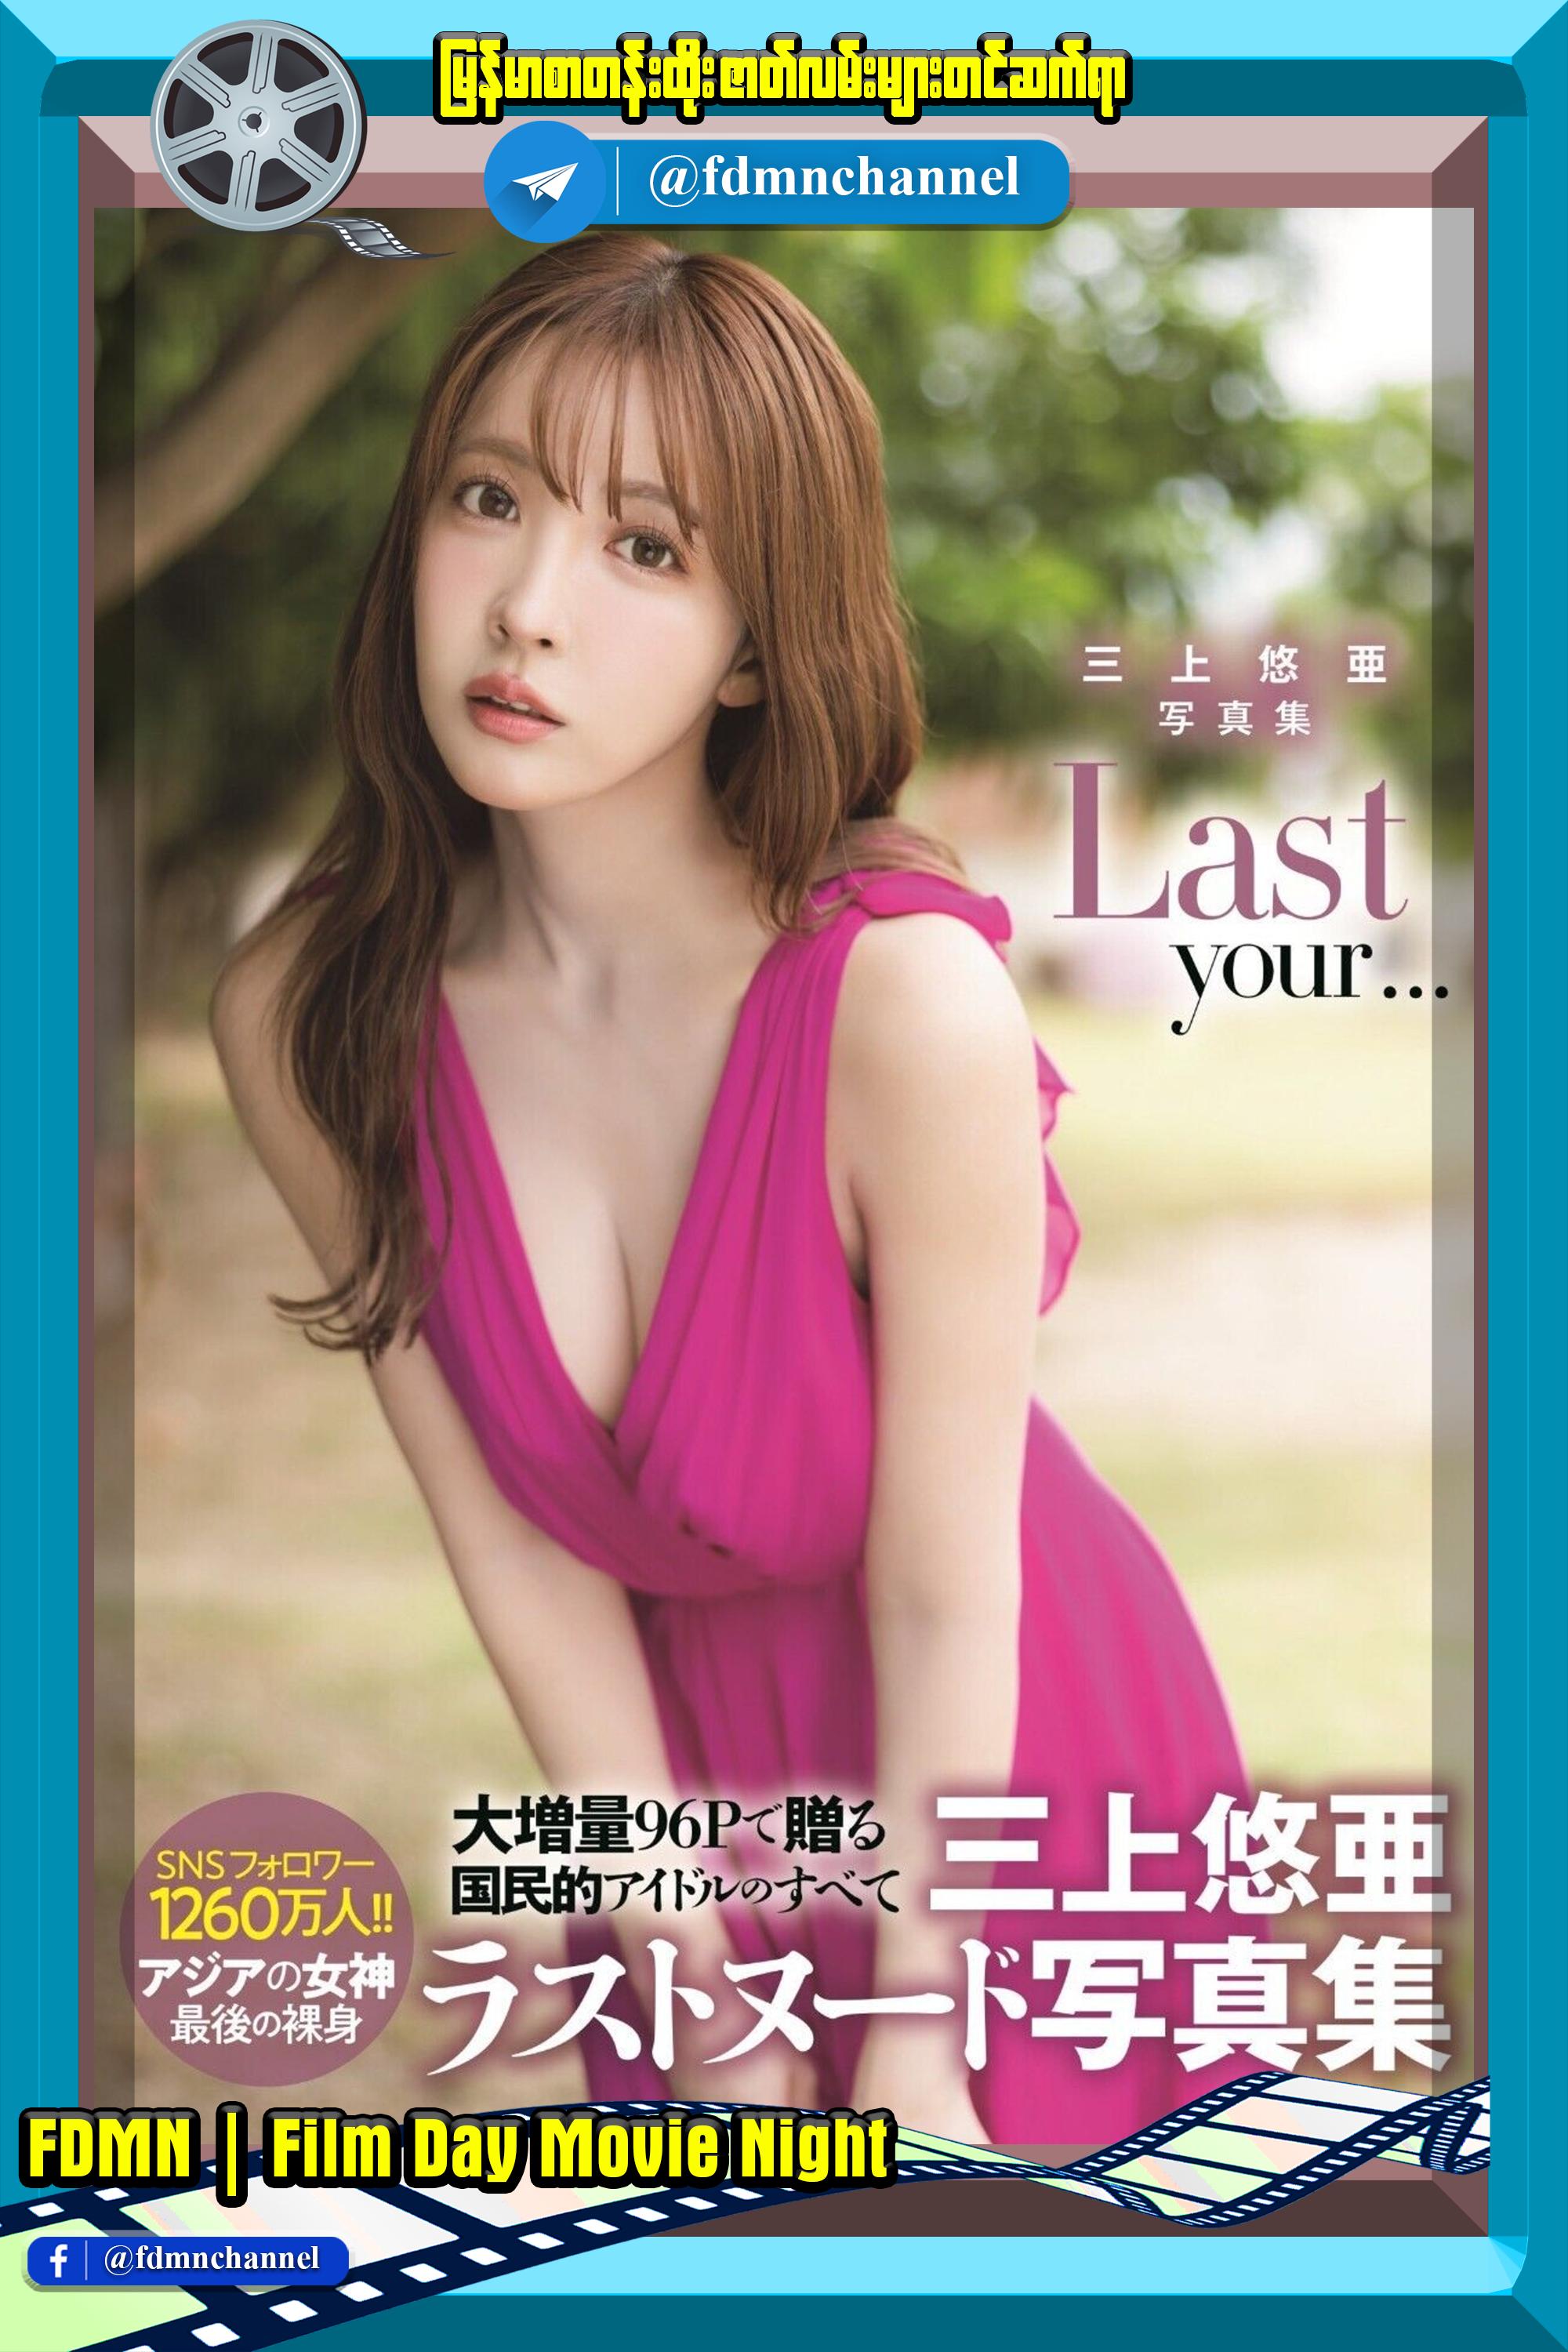 မြန်မာစာတန်းထိုး ဇာတ်လမ်းများတင်ဆက်ရာ
@fdmnchannel
三上悠亜
写真集
Last
your...
大増量96Pで贈る
国民的アイドルのすべて
三上悠亜
ラストヌード写真集
SNSフォロワー
1260万人!!
アジアの女神
最後の裸身
FDMN | Film Day Movie Night
@fdmnchannel